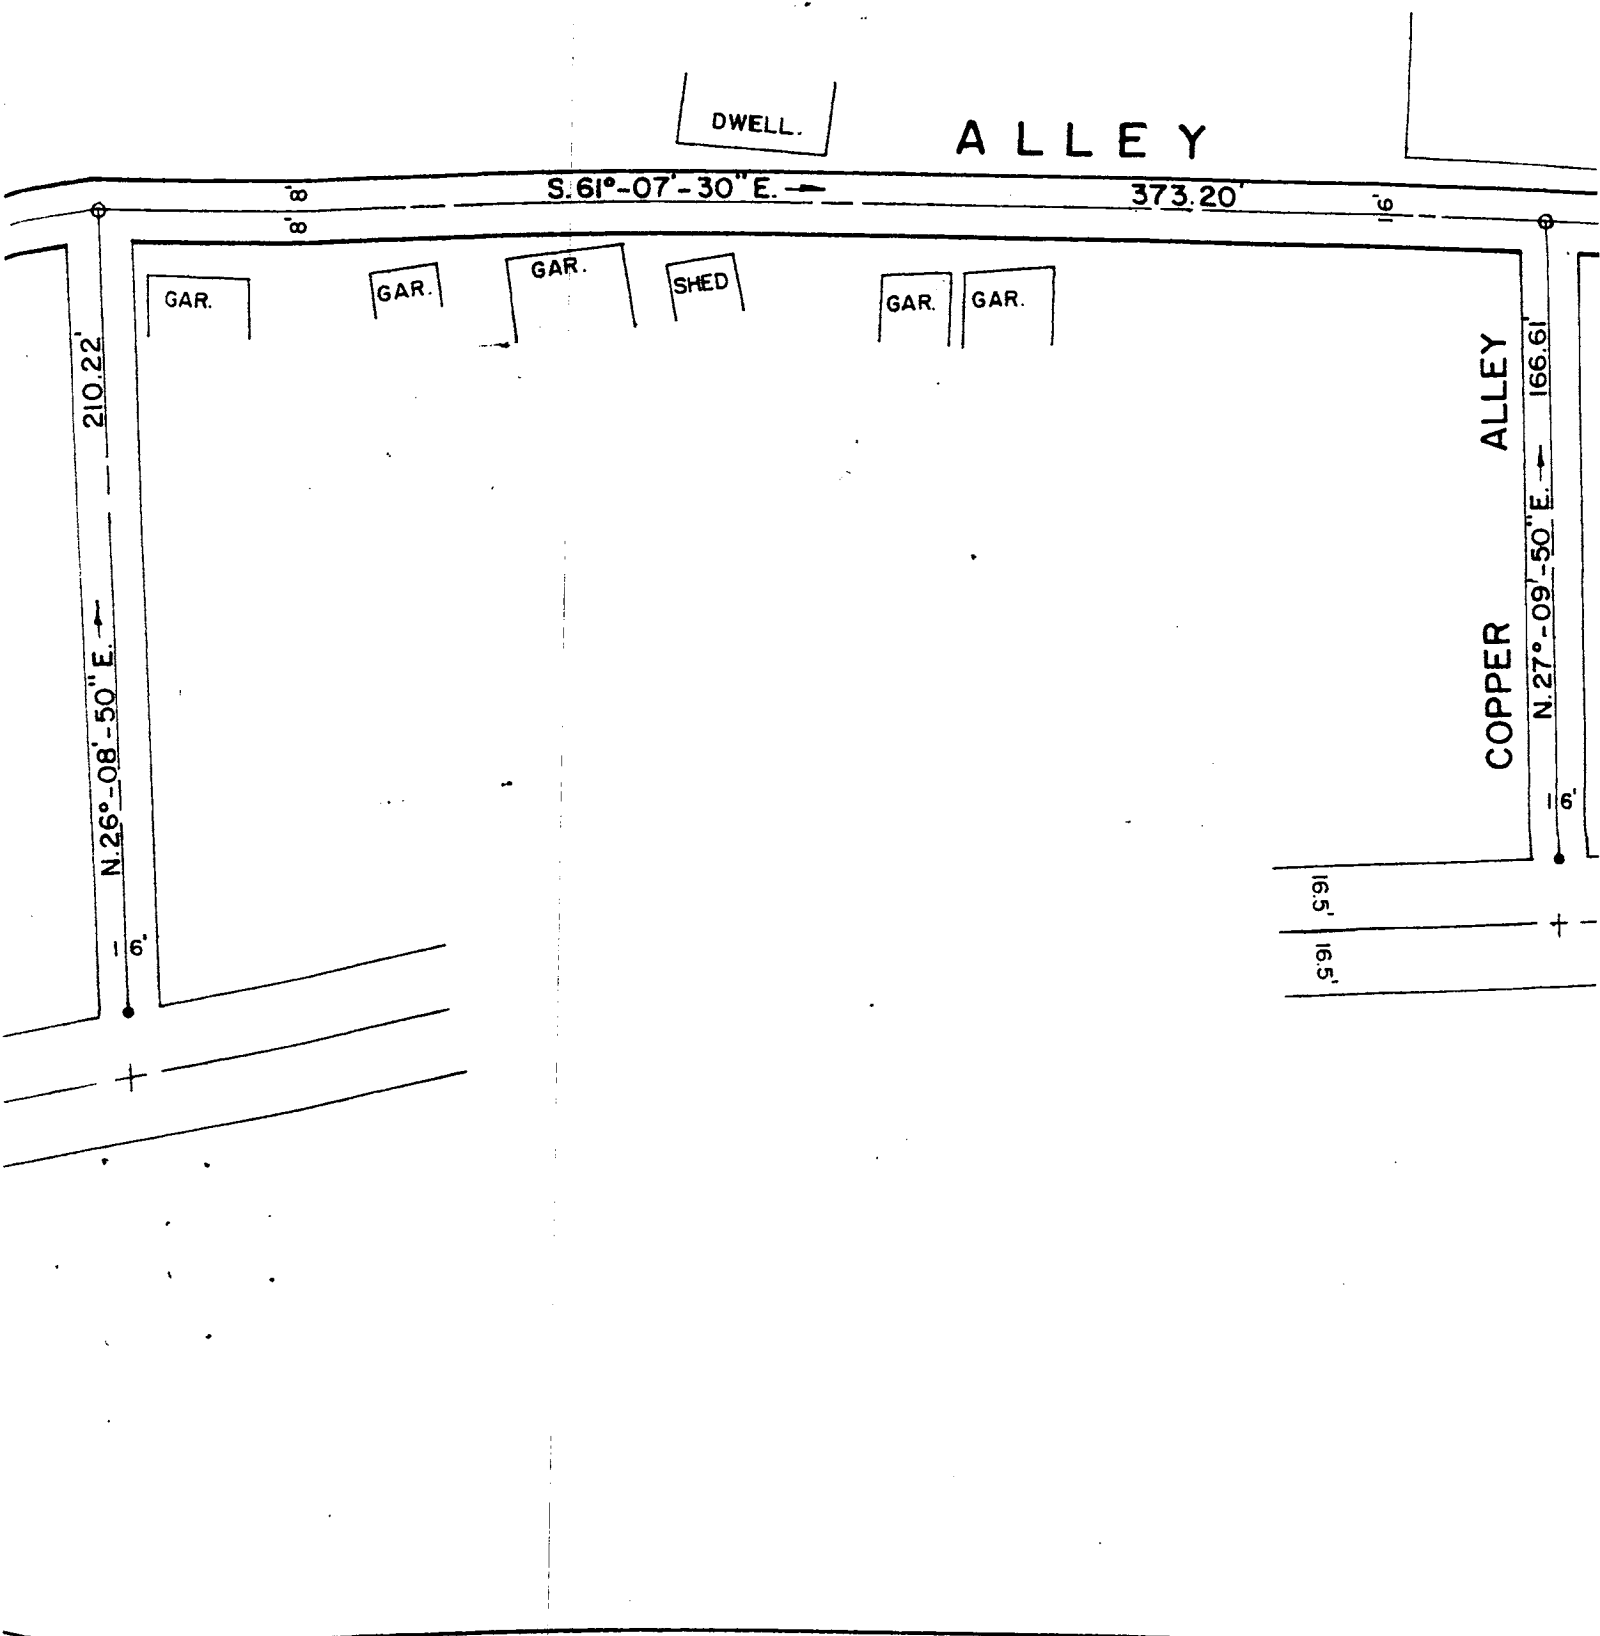 DWELL.
ALLEY
8'
S. 61°-07'-30" E.
373.20'
16'
8'
GAR.
GAR.
GAR.
SHED
GAR.
GAR.
210.22'
N. 26°-08'-50" E.
16'
COPPER ALLEY
166.61'
N. 27°-09'-50" E.
16'
16.5'
16.5'